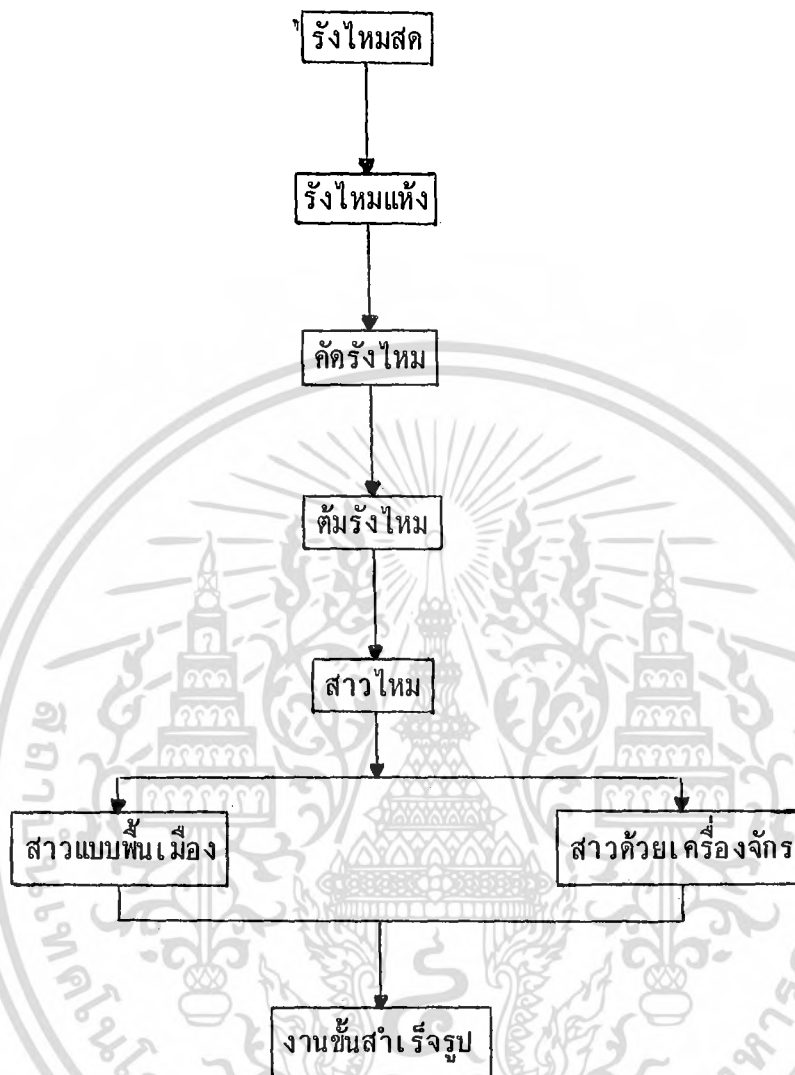 รังไหมสด
รังไหมแห้ง
คัดรังไหม
ต้มรังไหม
สาวไหม
สาวแบบพื้นเมือง
สาวด้วยเครื่องจักร
งานขั้นสำเร็จรูป